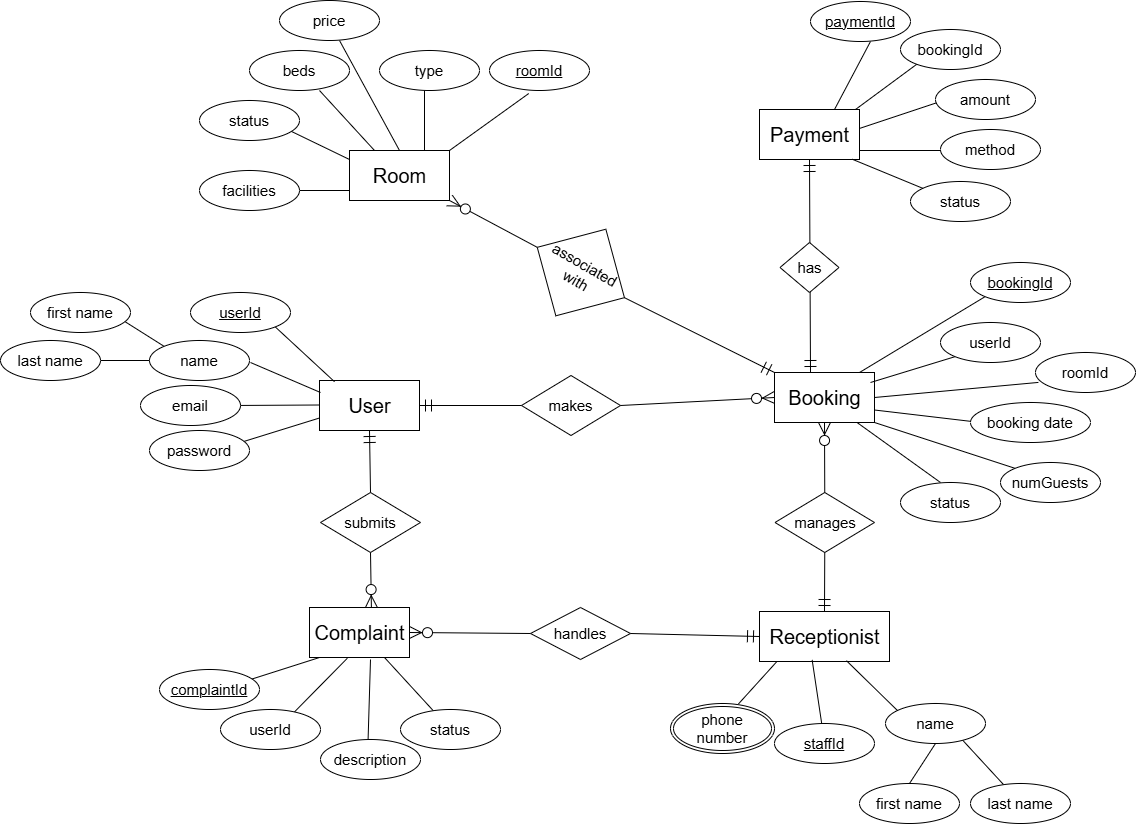 price
paymentId
bookingId
beds
type
roomId
amount
status
Payment
method
Room
facilities
status
associated
with
has
bookingId
first name
userId
userId
last name
name
roomId
email
User
makes
Booking
booking date
password
numGuests
status
submits
manages
Complaint
handles
Receptionist
complaintId
userId
status
description
phone
number
staffId
name
first name
last name